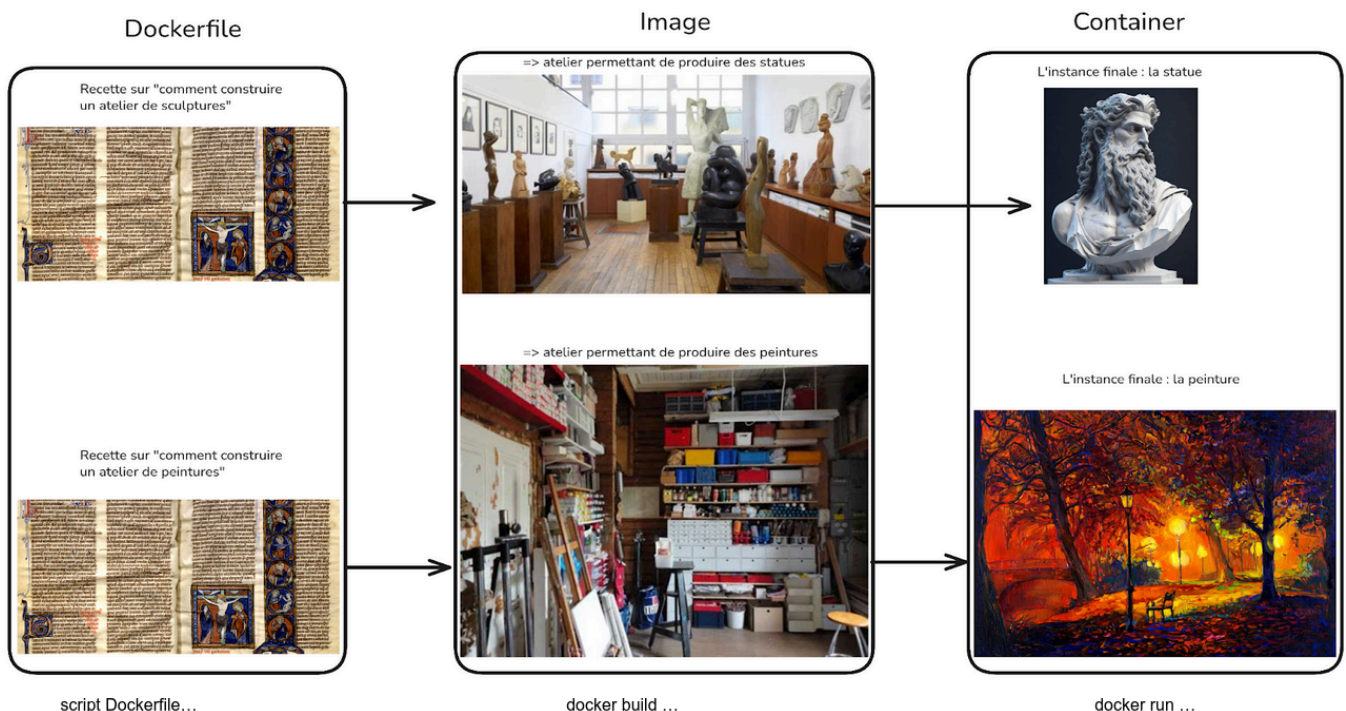 Dockerfile
Image
Container
Recette sur "comment construire
un atelier de sculptures"
=> atelier permettant de produire des statues
L'instance finale : la statue
=> atelier permettant de produire des peintures
L'instance finale : la peinture
Recette sur "comment construire
un atelier de peintures"
script Dockerfile…
docker build …
docker run …